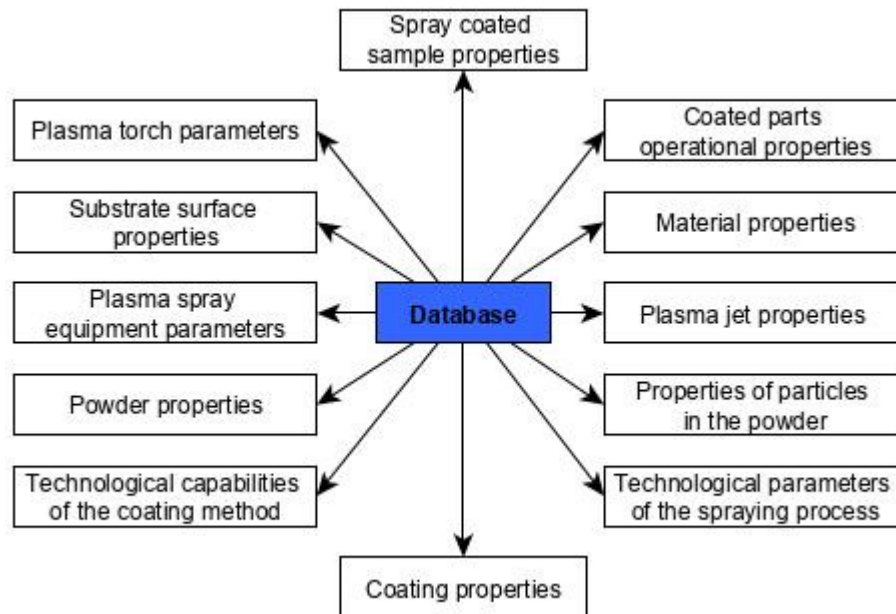 Spray coated
sample properties
Plasma torch parameters
Coated parts
operational properties
Substrate surface
properties
Material properties
Plasma spray
equipment parameters
Database
Plasma jet properties
Powder properties
Properties of particles
in the powder
Technological capabilities
of the coating method
Technological parameters
of the spraying process
Coating properties